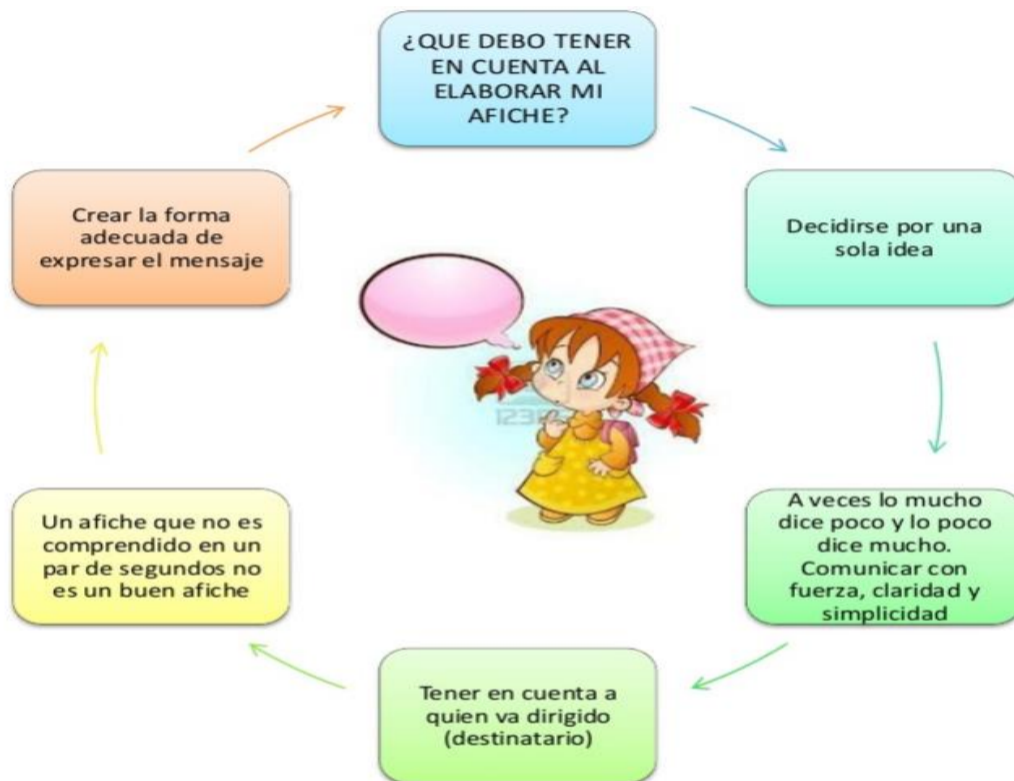 ¿QUE DEBO TENER
EN CUENTA AL
ELABORAR MI
AFICHE?
Decidirse por una
sola idea
A veces lo mucho
dice poco y lo poco
dice mucho.
Comunicar con
fuerza, claridad y
simplicidad
Tener en cuenta a
quien va dirigido
(destinatario)
Un afiche que no es
comprendido en un
par de segundos no
es un buen afiche
Crear la forma
adecuada de
expresar el mensaje